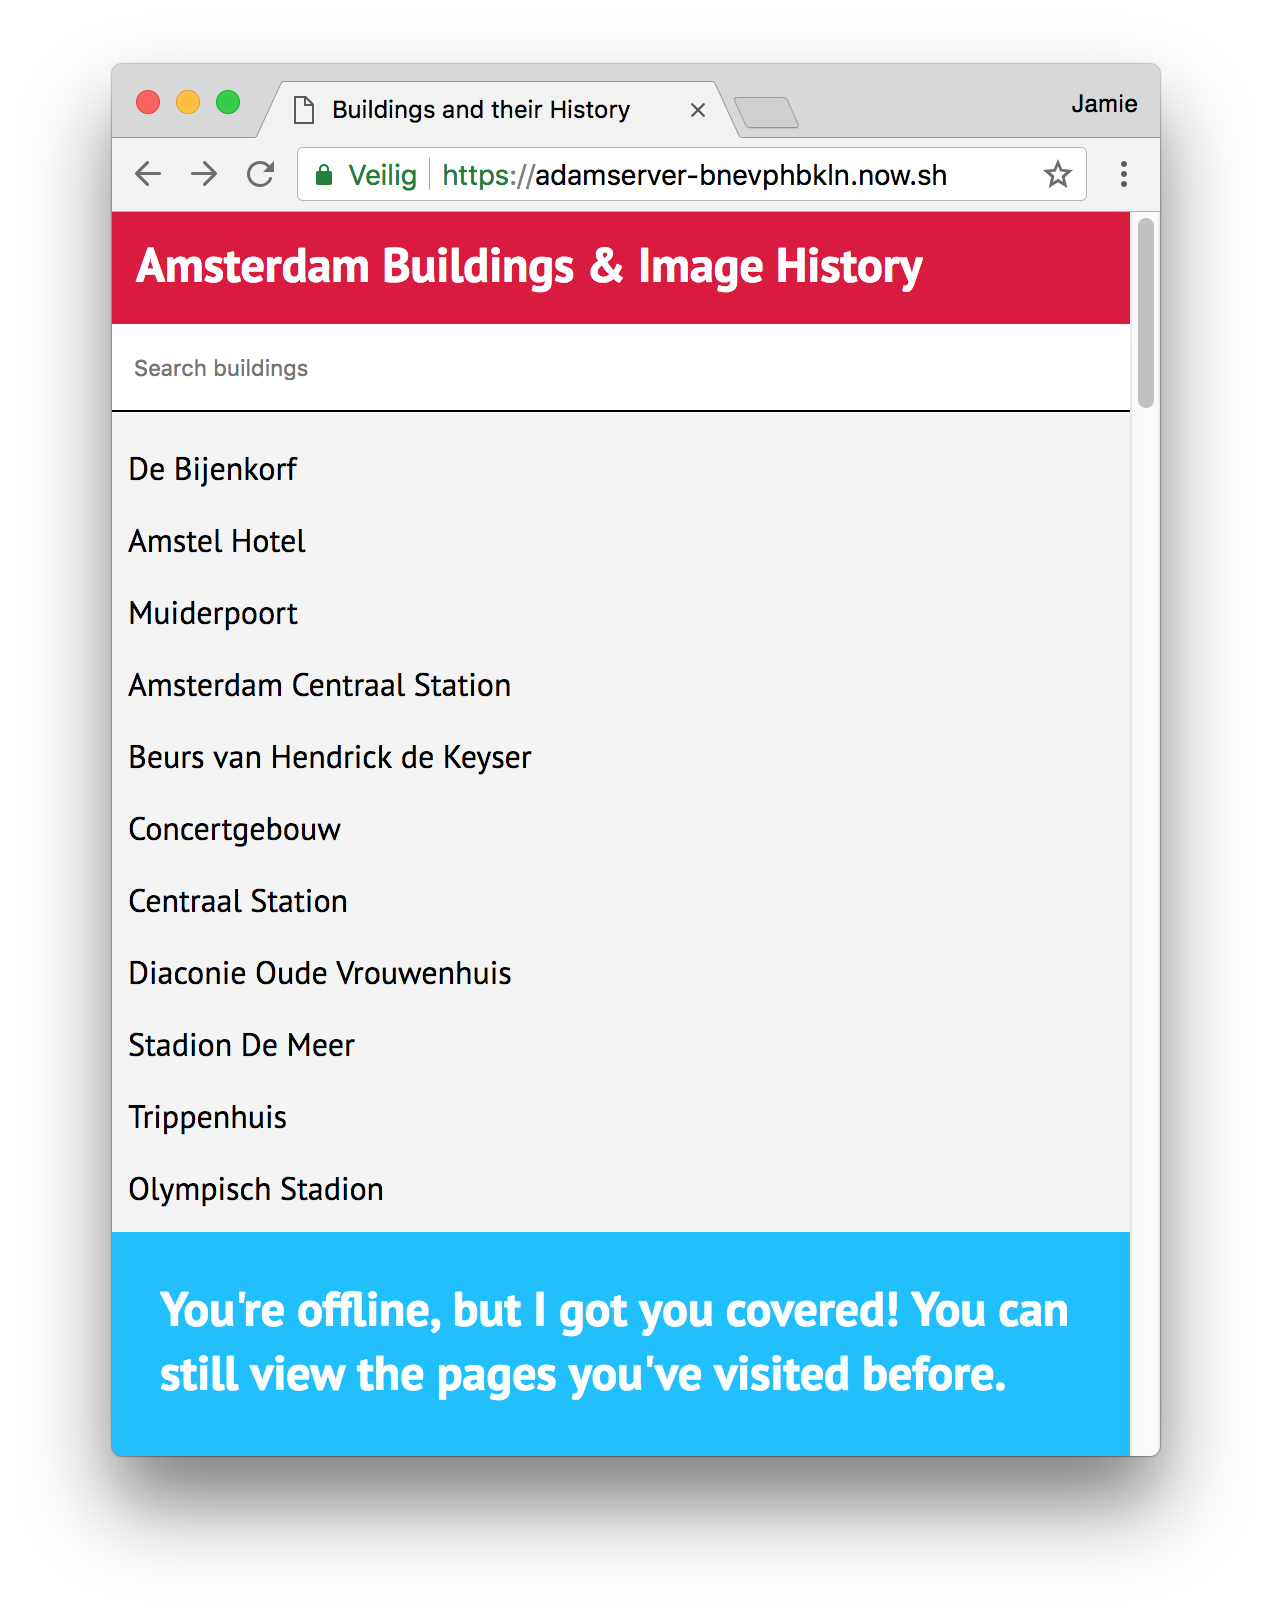 Buildings and their History
Jamie
Veilig https://adamserver-bnevphbkln.now.sh
Amsterdam Buildings & Image History
Search buildings
De Bijenkorf
Amstel Hotel
Muiderpoort
Amsterdam Centraal Station
Beurs van Hendrick de Keyser
Concertgebouw
Centraal Station
Diaconie Oude Vrouwenhuis
Stadion De Meer
Trippenhuis
Olympisch Stadion
You're offline, but I got you covered! You can
still view the pages you've visited before.